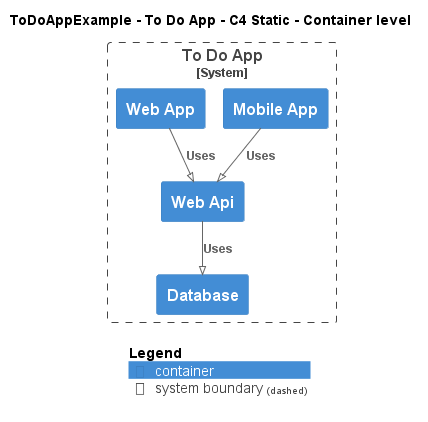 ToDoAppExample - To Do App - C4 Static - Container level
To Do App
[System]
Web App
Mobile App
Uses
Uses
Web Api
Uses
Database
Legend
container
system boundary (dashed)